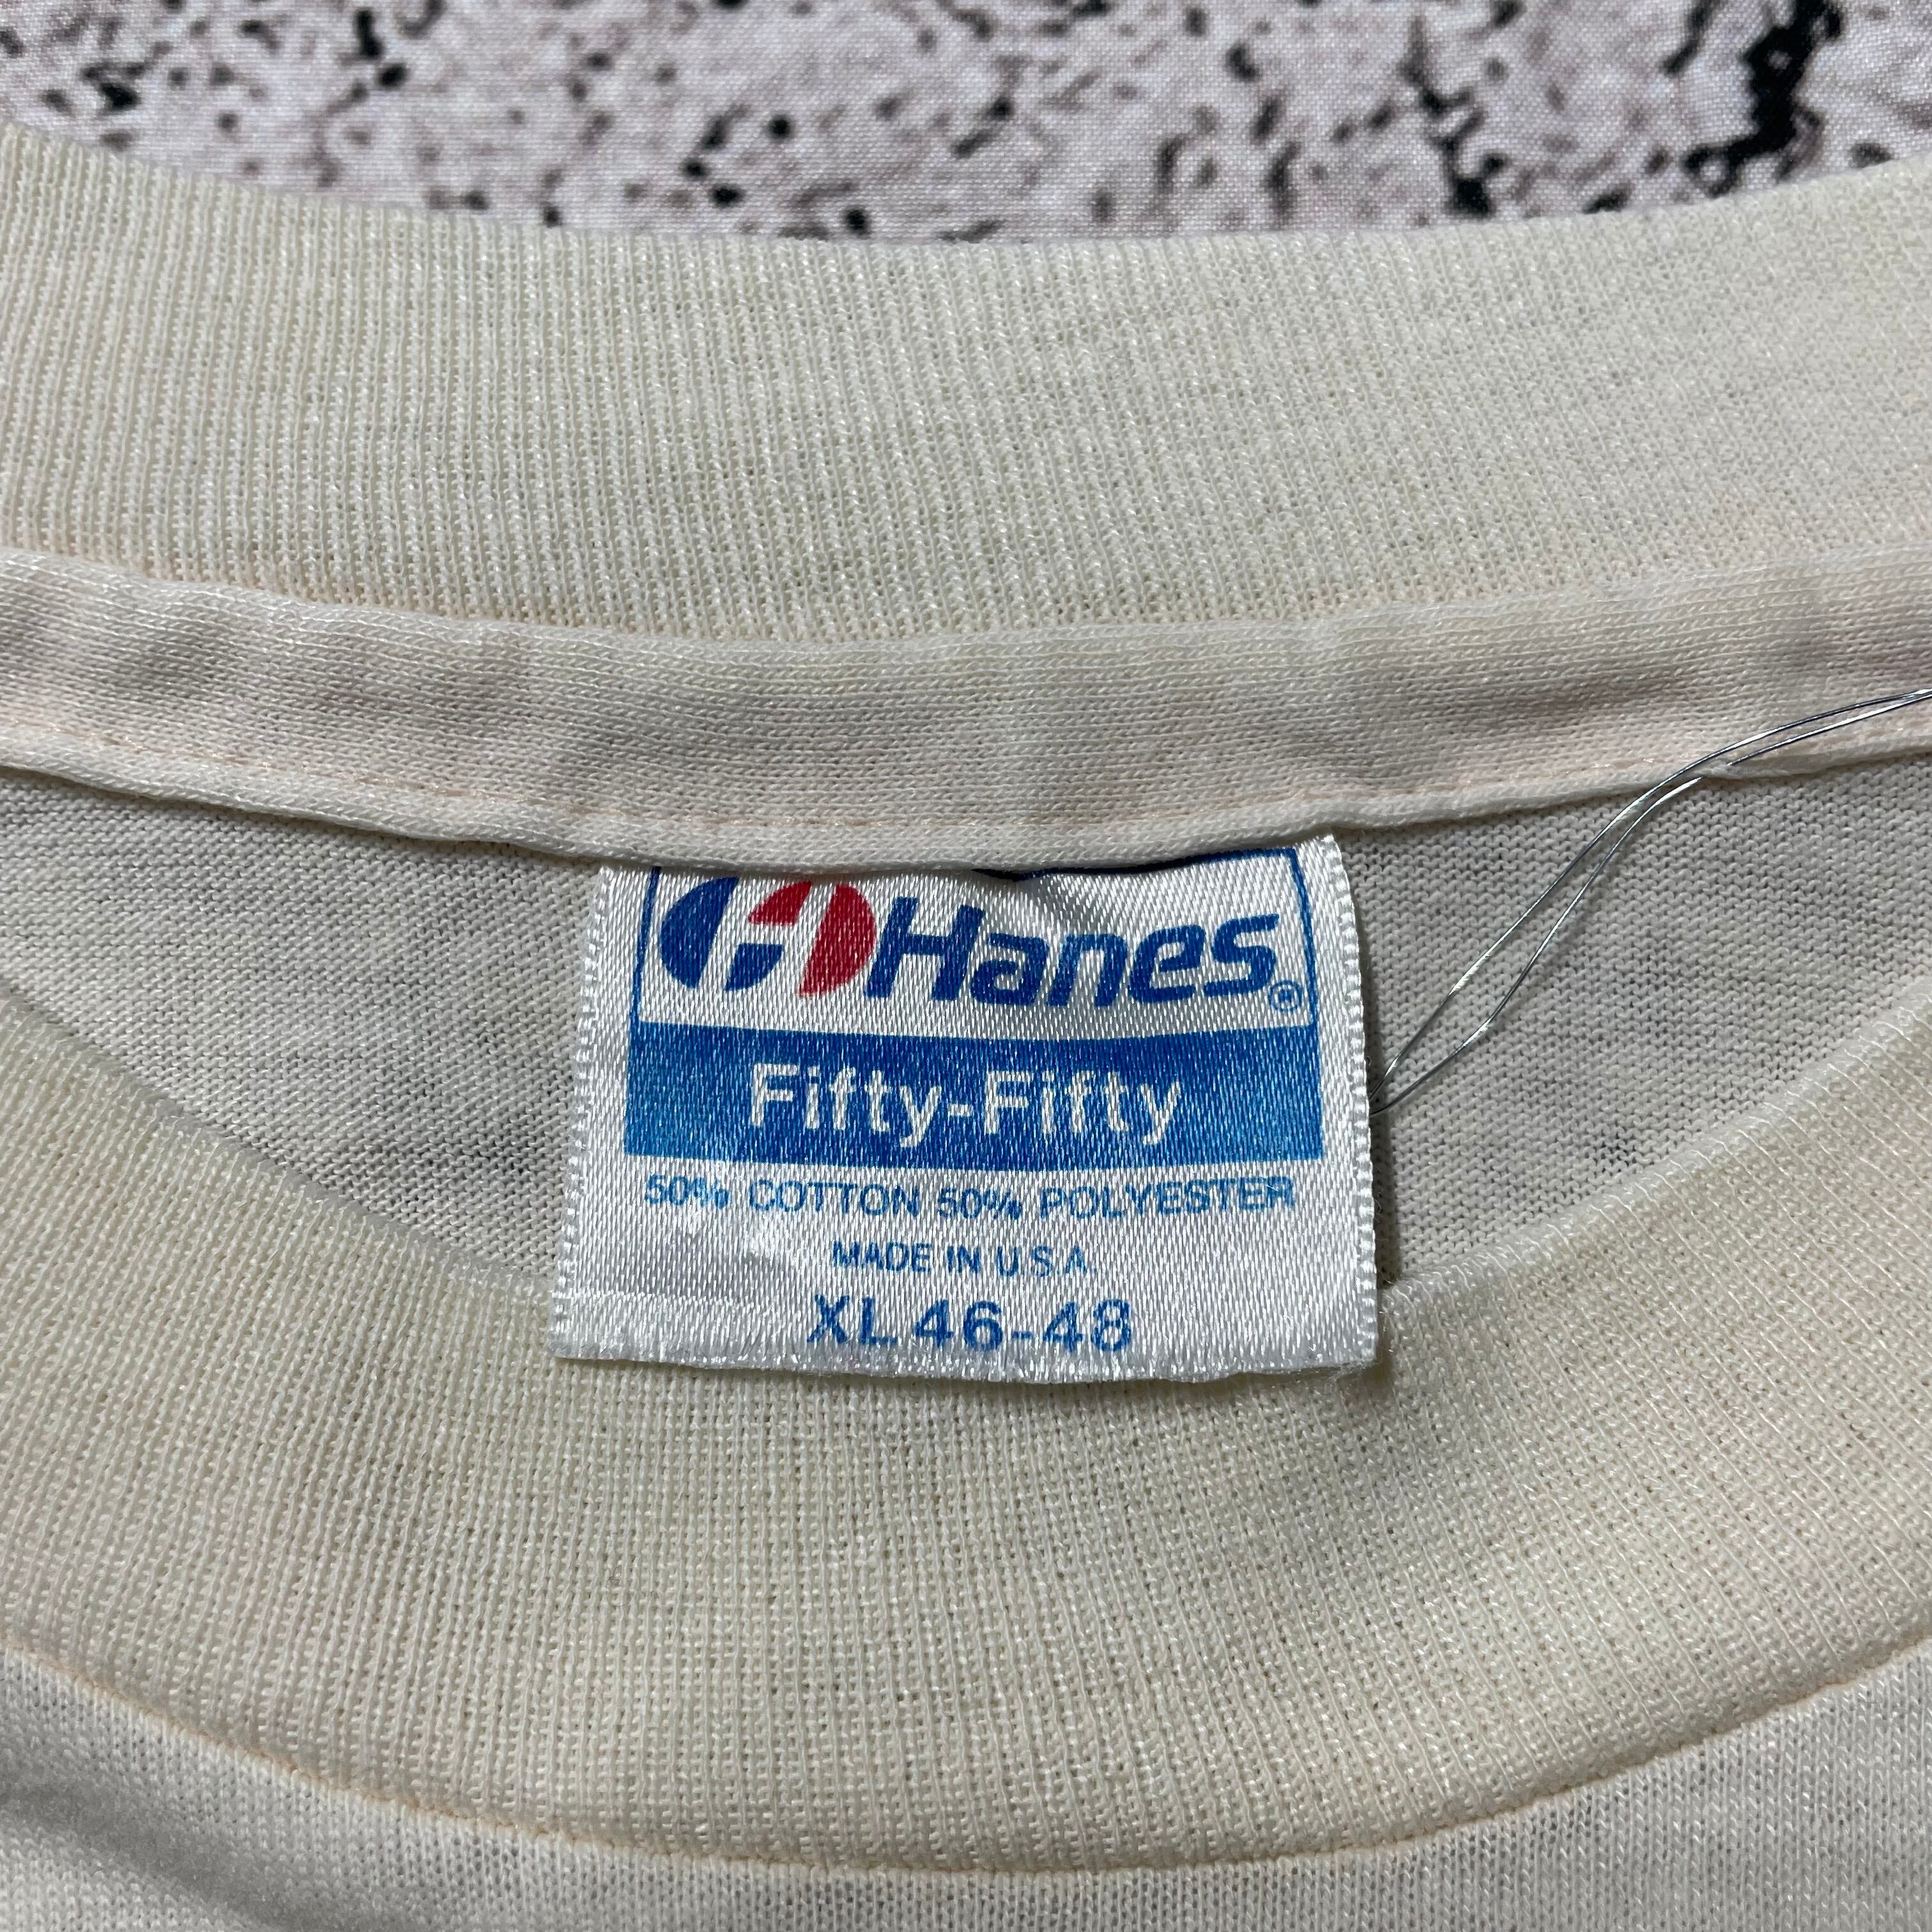 Hanes®
Fifty-Fifty
50% COTTON 50% POLYESTER
MADE IN U.S.A.
XL 46-48